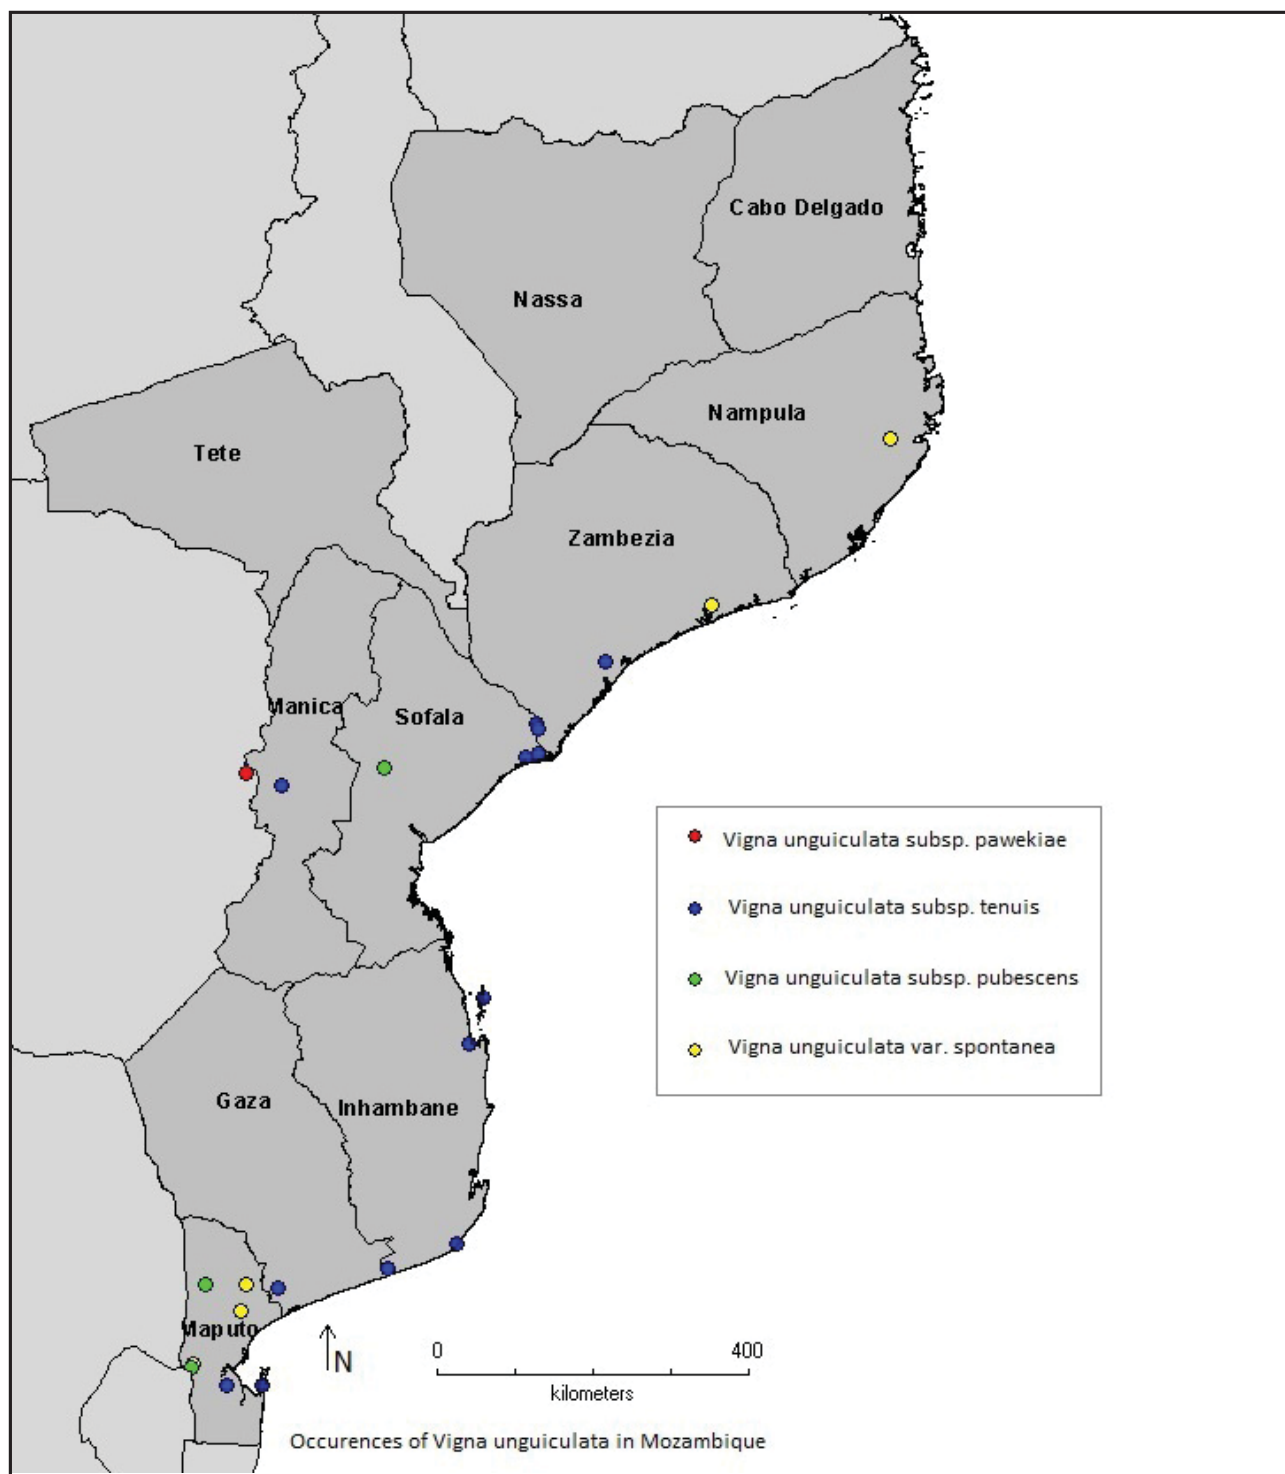 Cabo Delgado
Nassa
Nampula
Tete
Zambezia
Manica
Sofala
Vigna unguiculata subsp. pawekiae
Vigna unguiculata subsp. tenuis
Vigna unguiculata subsp. pubescens
Vigna unguiculata var. spontanea
Gaza
Inhambane
Maputo
N
0 400
kilometers
Occurences of Vigna unguiculata in Mozambique